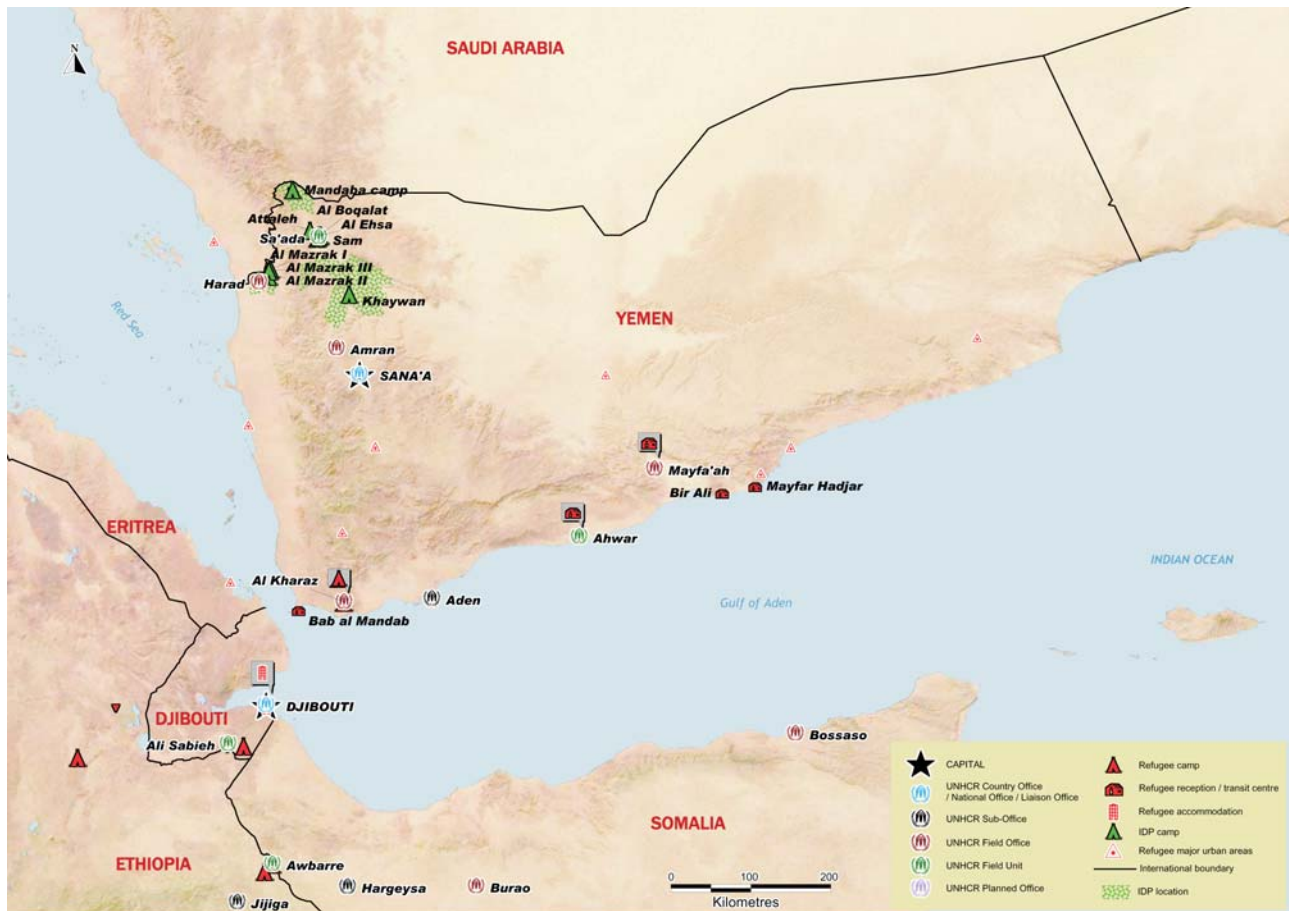 N
SAUDI ARABIA
Mandaba camp
Al Boqalat
Attaleh
Al Ehsa
Sa'ada
Sam
Al Mazrak I
Al Mazrak III
Al Mazrak II
Harad
Khaywan
Red Sea
YEMEN
Amran
SANA'A
Mayfa'ah
Bir Ali
Mayfar Hadjar
ERITREA
Ahwar
INDIAN OCEAN
Al Kharaz
Aden
Gulf of Aden
Bab al Mandab
DJIBOUTI
DJIBOUTI
Ali Sabieh
Bossaso
SOMALIA
ETHIOPIA
Awbarre
Hargeysa
Burao
Jijiga
0 100 200
Kilometres
CAPITAL
UNHCR Country Office
/ National Office / Liaison Office
UNHCR Sub-Office
UNHCR Field Office
UNHCR Field Unit
UNHCR Planned Office
Refugee camp
Refugee reception / transit centre
Refugee accommodation
IDP camp
Refugee major urban areas
International boundary
IDP location